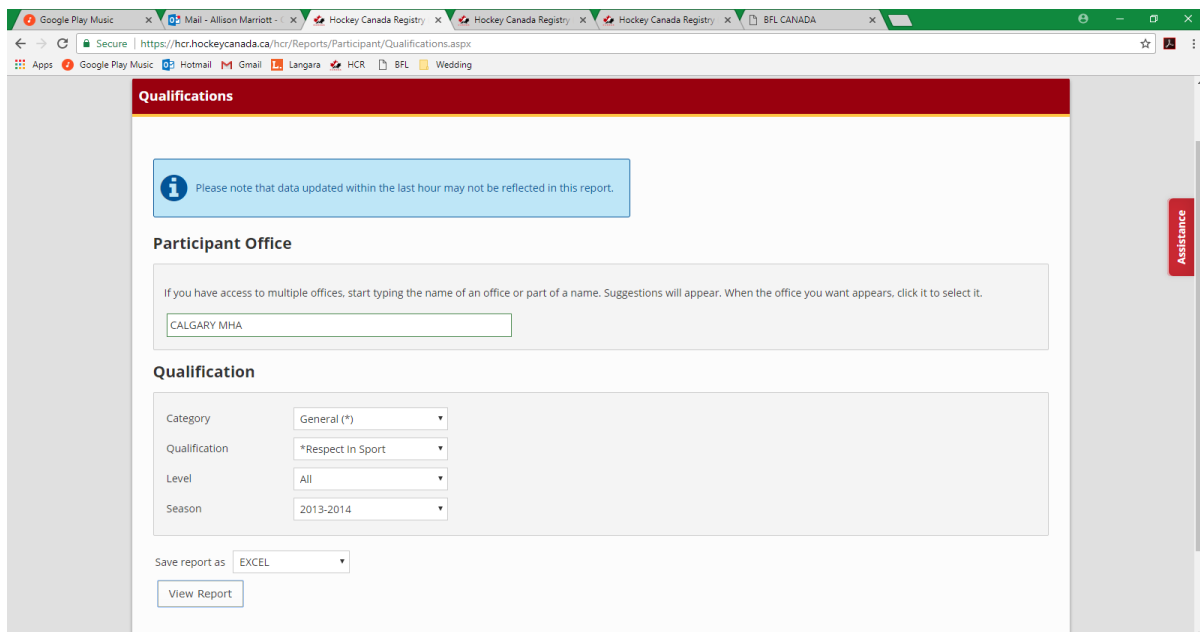 Google Play Music
Mail - Allison Marriott -
Hockey Canada Registry
Hockey Canada Registry
Hockey Canada Registry
BFL CANADA
Secure
https://hcr.hockeycanada.ca/hcr/Reports/Participant/Qualifications.aspx
Apps
Google Play Music
Hotmail
Gmail
Langara
HCR
BFL
Wedding
Qualifications
Please note that data updated within the last hour may not be reflected in this report.
Assistance
Participant Office
If you have access to multiple offices, start typing the name of an office or part of a name. Suggestions will appear. When the office you want appears, click it to select it.
CALGARY MHA
Qualification
Category General (*)
Qualification *Respect In Sport
Level All
Season 2013-2014
Save report as EXCEL
View Report